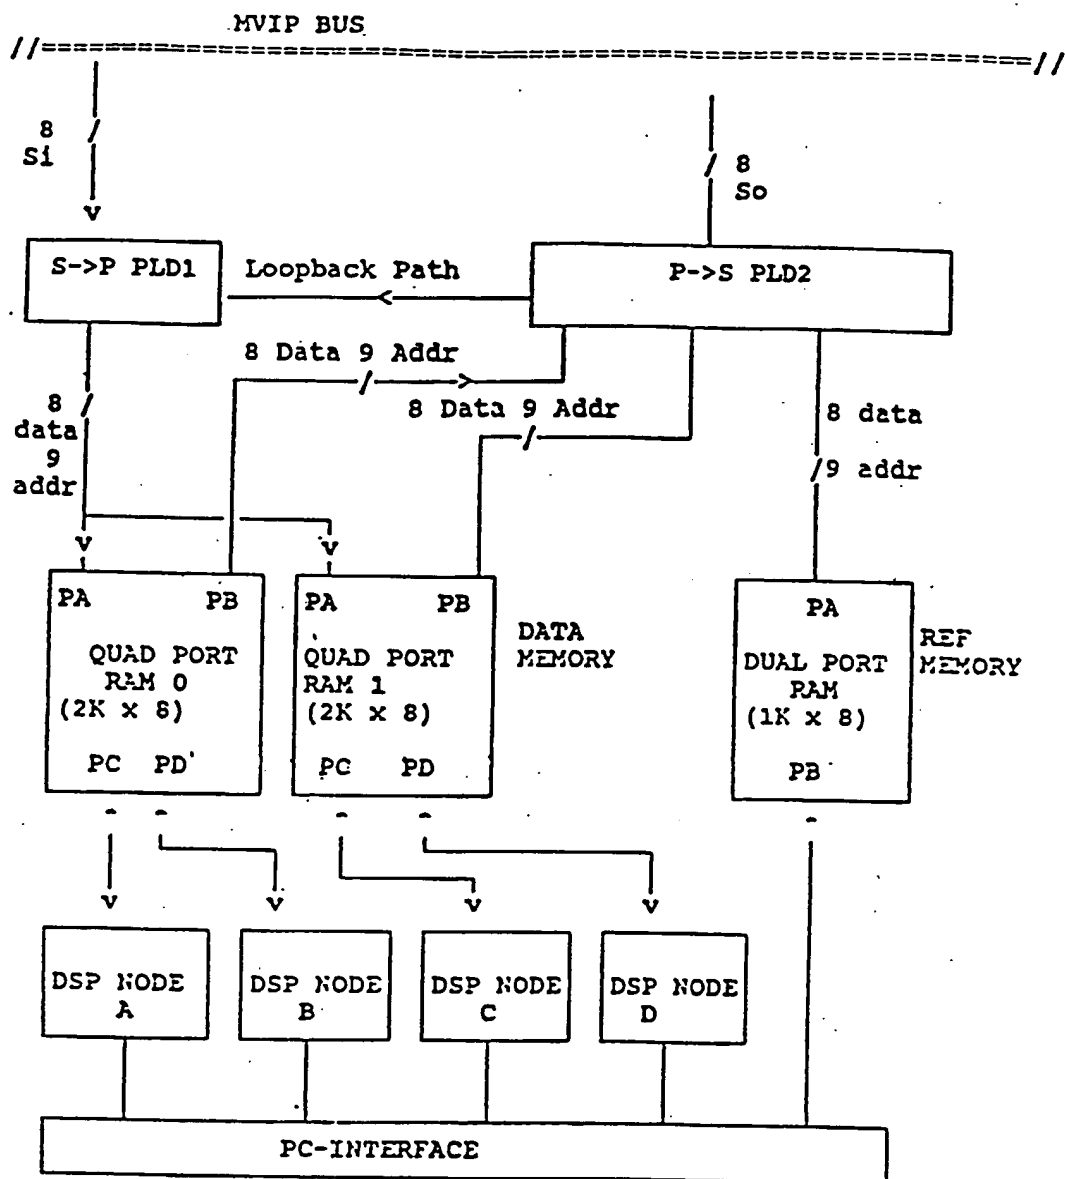 MVIP BUS
//==========================================================//
8
Si
8
So
S->P PLD1
Loopback Path
P->S PLD2
8 Data 9 Addr
8
data
9
addr
8 Data 9 Addr
8 data
9 addr
PA PB
QUAD PORT
RAM 0
(2K x 8)
PC PD
PA PB
QUAD PORT
RAM 1
(2K x 8)
PC PD
DATA
MEMORY
PA
DUAL PORT
RAM
(1K x 8)
PB
REF
MEMORY
DSP NODE
A
DSP NODE
B
DSP NODE
C
DSP NODE
D
PC-INTERFACE